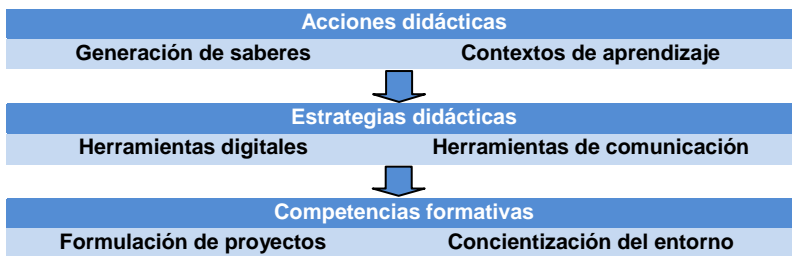 Acciones didácticas
Generación de saberes Contextos de aprendizaje
Estrategias didácticas
Herramientas digitales Herramientas de comunicación
Competencias formativas
Formulación de proyectos Concientización del entorno